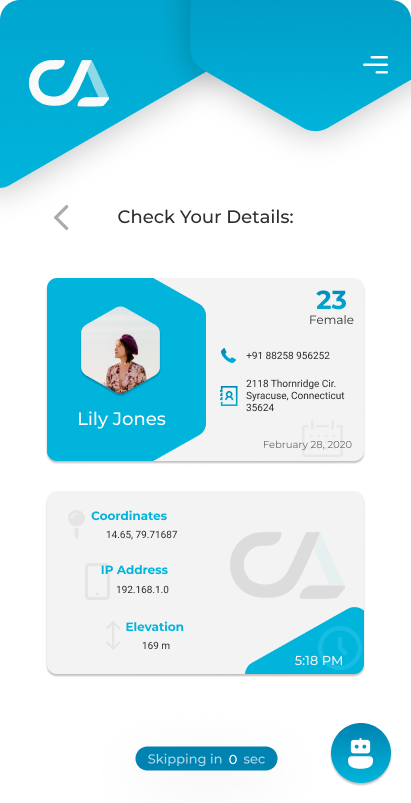 Check Your Details:
23
Female
+91 88258 956252
2118 Thornridge Cir.
Syracuse, Connecticut
35624
Lily Jones
February 28, 2020
Coordinates
14.65, 79.71687
IP Address
192.168.1.0
Elevation
169 m
5:18 PM
Skipping in 0 sec